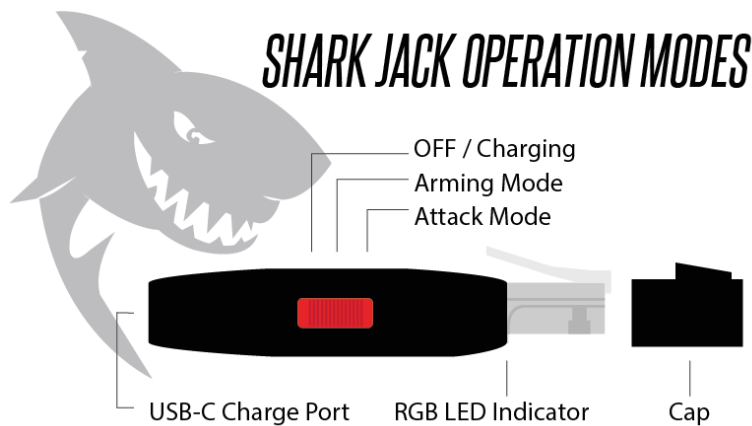 SHARK JACK OPERATION MODES
OFF / Charging
Arming Mode
Attack Mode
USB-C Charge Port
RGB LED Indicator
Cap